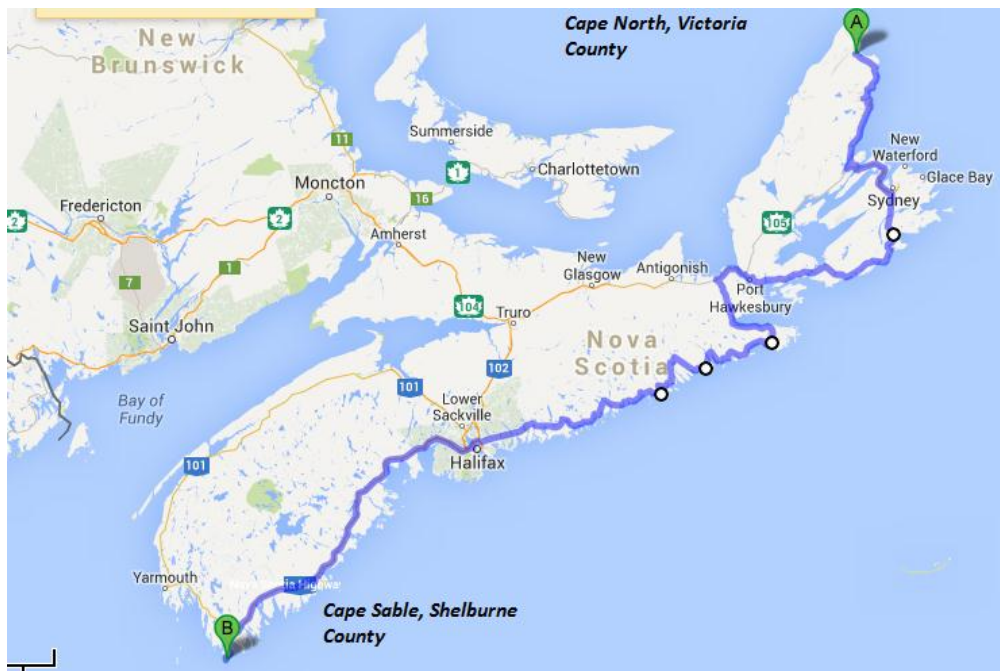 Cape North, Victoria
County
A
New
Brunswick
11
Summerside
1
Charlottetown
New
Waterford
Glace Bay
Sydney
Moncton
16
2
Fredericton
2
105
Amherst
7
1
New
Glasgow
Antigonish
Port
Hawkesbury
104
Truro
Saint John
Nova
Scotia
102
101
Bay of
Fundy
Lower
Sackville
101
Halifax
Yarmouth
B
Cape Sable, Shelburne
County